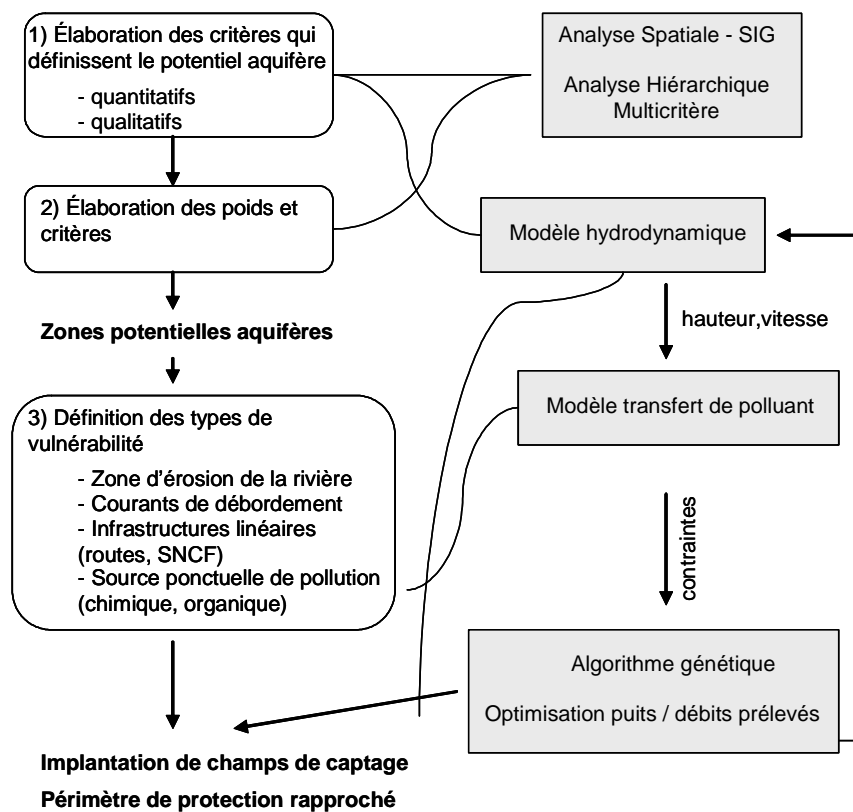 1) Élaboration des critères qui
définissent le potentiel aquifère
- quantitatifs
- qualitatifs
2) Élaboration des poids et
critères
Zones potentielles aquifères
3) Définition des types de
vulnérabilité
- Zone d'érosion de la rivière
- Courants de débordement
- Infrastructures linéaires
(routes, SNCF)
- Source ponctuelle de pollution
(chimique, organique)
Implantation de champs de captage
Périmètre de protection rapproché
Analyse Spatiale - SIG
Analyse Hiérarchique
Multicritère
Modèle hydrodynamique
hauteur,vitesse
Modèle transfert de polluant
contraintes
Algorithme génétique
Optimisation puits / débits prélevés